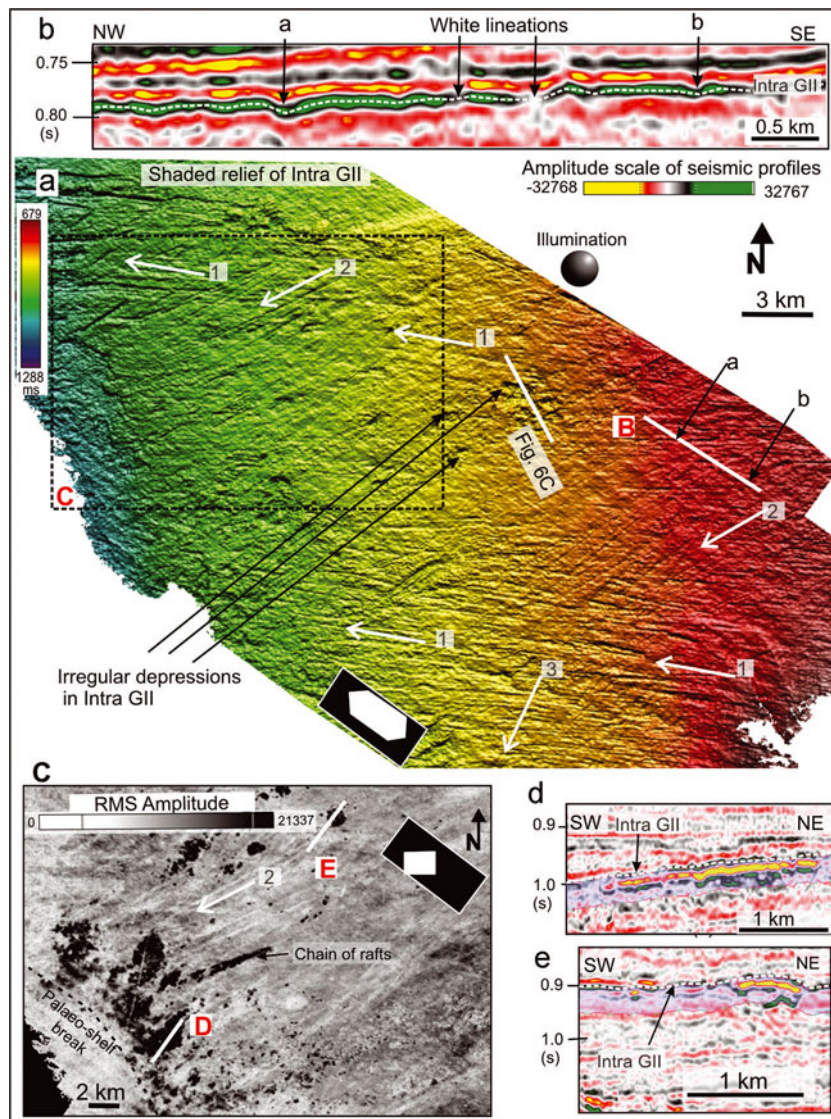 b
NW
a
White lineations
b
SE
0.75
Intra GII
0.80
(s)
0.5 km
a
Shaded relief of Intra GII
Amplitude scale of seismic profiles
-32768
32767
679
1288
ms
Illumination
N
3 km
1
2
1
a
b
B
Fig. 6C
C
2
1
3
1
Irregular depressions
in Intra GII
c
RMS Amplitude
0
21337
N
E
2
Chain of rafts
Palaeo-shelf
break
D
2 km
d
0.9
SW
NE
Intra GII
1.0
(s)
1 km
e
SW
NE
0.9
1.0
(s)
Intra GII
1 km